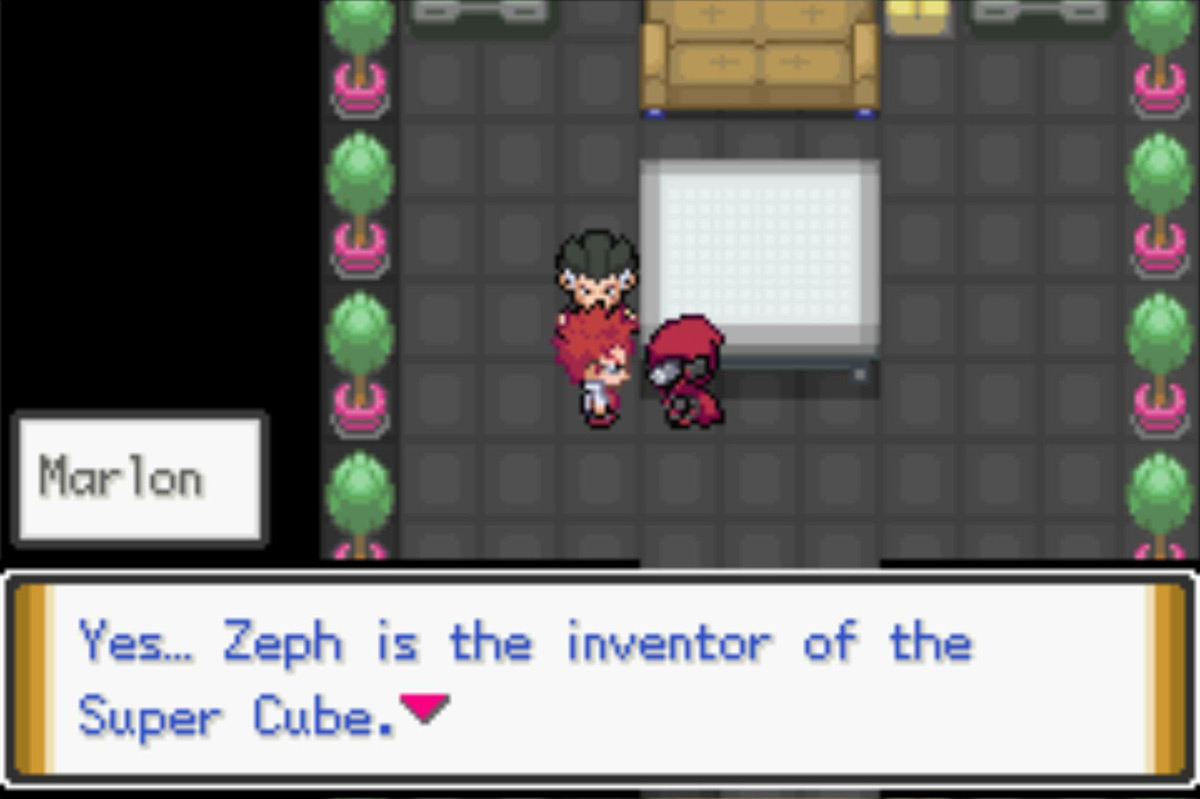 Marlon
Yes… Zeph is the inventor of the
Super Cube.